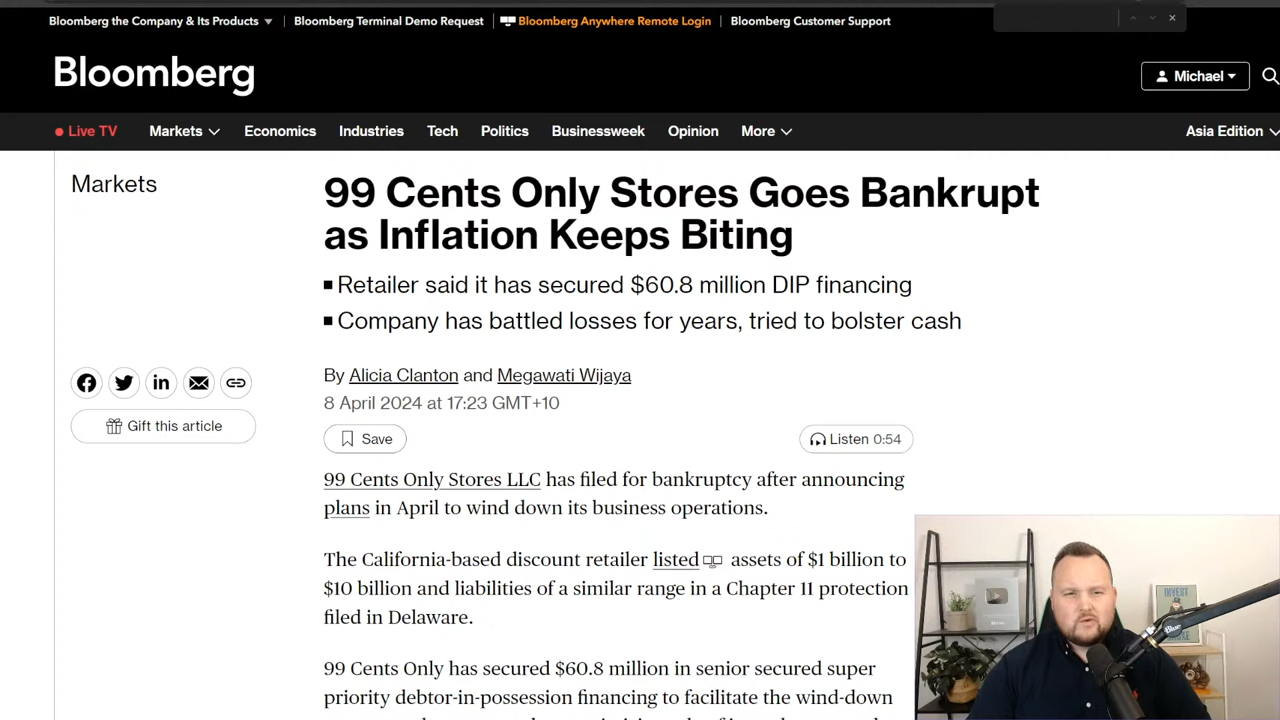 Bloomberg the Company & Its Products
Bloomberg Terminal Demo Request
Bloomberg Anywhere Remote Login
Bloomberg Customer Support
Bloomberg
Michael
Live TV
Markets
Economics
Industries
Tech
Politics
Businessweek
Opinion
More
Asia Edition
Markets
99 Cents Only Stores Goes Bankrupt
as Inflation Keeps Biting
Retailer said it has secured $60.8 million DIP financing
Company has battled losses for years, tried to bolster cash
By Alicia Clanton and Megawati Wijaya
8 April 2024 at 17:23 GMT+10
Gift this article
Save
Listen 0:54
99 Cents Only Stores LLC has filed for bankruptcy after announcing
plans in April to wind down its business operations.
The California-based discount retailer listed assets of $1 billion to
$10 billion and liabilities of a similar range in a Chapter 11 protection
filed in Delaware.
99 Cents Only has secured $60.8 million in senior secured super
priority debtor-in-possession financing to facilitate the wind-down
INVEST
Blue